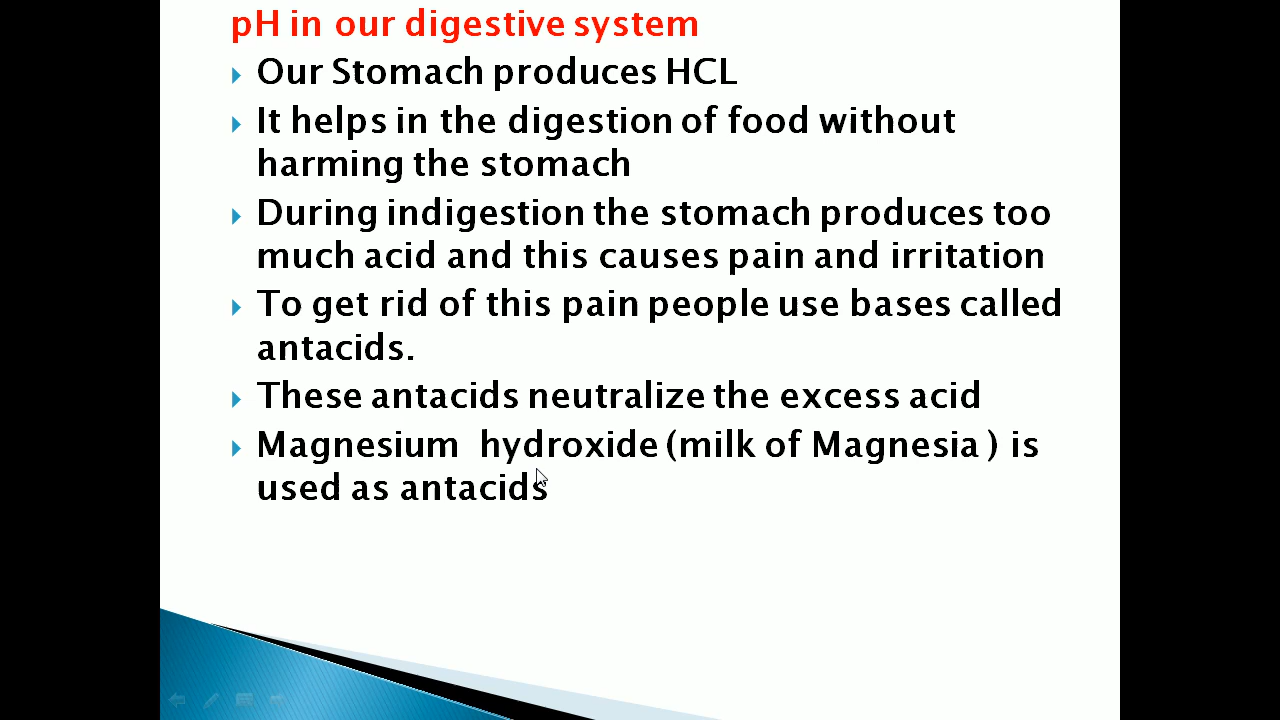 pH in our digestive system
Our Stomach produces HCL
It helps in the digestion of food without
harming the stomach
During indigestion the stomach produces too
much acid and this causes pain and irritation
To get rid of this pain people use bases called
antacids.
These antacids neutralize the excess acid
Magnesium  hydroxide (milk of Magnesia ) is
used as antacids